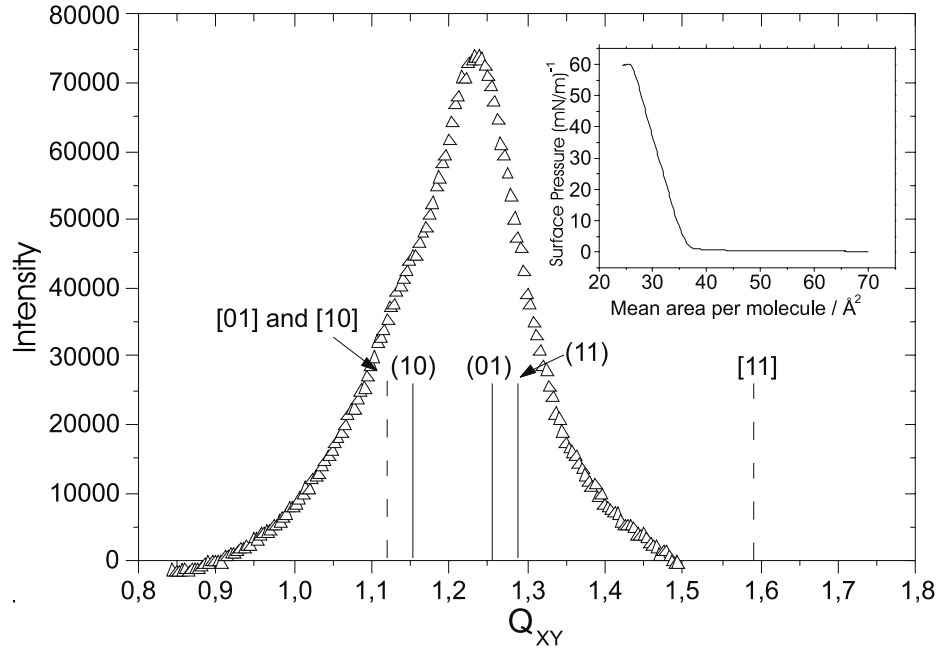 80000
70000
60000
50000
40000
30000
20000
10000
0
Intensity
0,8 0,9 1,0 1,1 1,2 1,3 1,4 1,5 1,6 1,7 1,8
Q_XY
[01] and [10]
(10)
(01)
(11)
[11]
60
50
40
30
20
10
0
Surface Pressure (mN/m)^-1
20 30 40 50 60 70
Mean area per molecule / Å^2